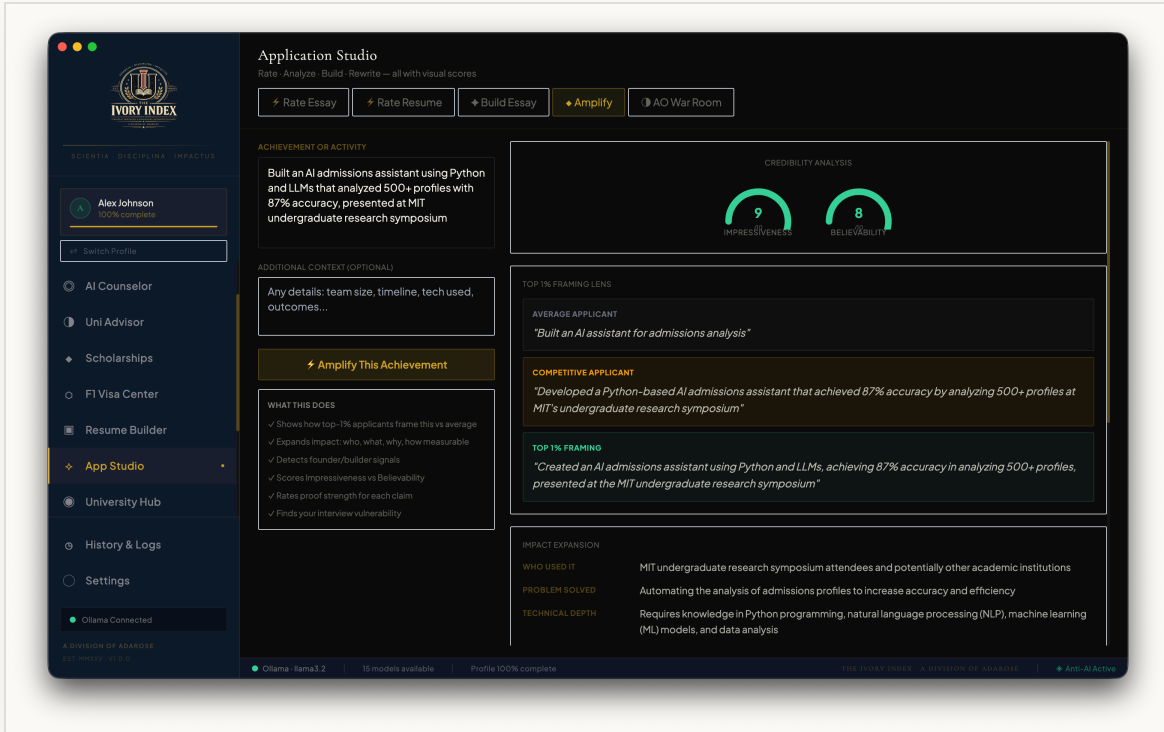 THE
IVORY INDEX
SCIENTIA · DISCIPLINA · IMPACTUS
A
Alex Johnson
100% complete
Switch Profile
AI Counselor
Uni Advisor
Scholarships
F1 Visa Center
Resume Builder
App Studio
University Hub
History & Logs
Settings
Ollama Connected
A DIVISION OF ADAROSE
EST. MMXXV · V1.0.0
Application Studio
Rate · Analyze · Build · Rewrite — all with visual scores
Rate Essay
Rate Resume
Build Essay
Amplify
AO War Room
ACHIEVEMENT OR ACTIVITY
Built an AI admissions assistant using Python
and LLMs that analyzed 500+ profiles with
87% accuracy, presented at MIT
undergraduate research symposium
ADDITIONAL CONTEXT (OPTIONAL)
Any details: team size, timeline, tech used,
outcomes...
⚡ Amplify This Achievement
WHAT THIS DOES
✓ Shows how top-1% applicants frame this vs average
✓ Expands impact: who, what, why, how measurable
✓ Detects founder/builder signals
✓ Scores Impressiveness vs Believability
✓ Rates proof strength for each claim
✓ Finds your interview vulnerability
CREDIBILITY ANALYSIS
9
IMPRESSIVENESS
8
BELIEVABILITY
TOP 1% FRAMING LENS
AVERAGE APPLICANT
"Built an AI assistant for admissions analysis"
COMPETITIVE APPLICANT
"Developed a Python-based AI admissions assistant that achieved 87% accuracy by analyzing 500+ profiles at
MIT's undergraduate research symposium"
TOP 1% FRAMING
"Created an AI admissions assistant using Python and LLMs, achieving 87% accuracy in analyzing 500+ profiles,
presented at the MIT undergraduate research symposium"
IMPACT EXPANSION
WHO USED IT
MIT undergraduate research symposium attendees and potentially other academic institutions
PROBLEM SOLVED
Automating the analysis of admissions profiles to increase accuracy and efficiency
TECHNICAL DEPTH
Requires knowledge in Python programming, natural language processing (NLP), machine learning
(ML) models, and data analysis
Ollama · llama3.2
15 models available
Profile 100% complete
THE IVORY INDEX · A DIVISION OF ADAROSE
Anti-AI Active